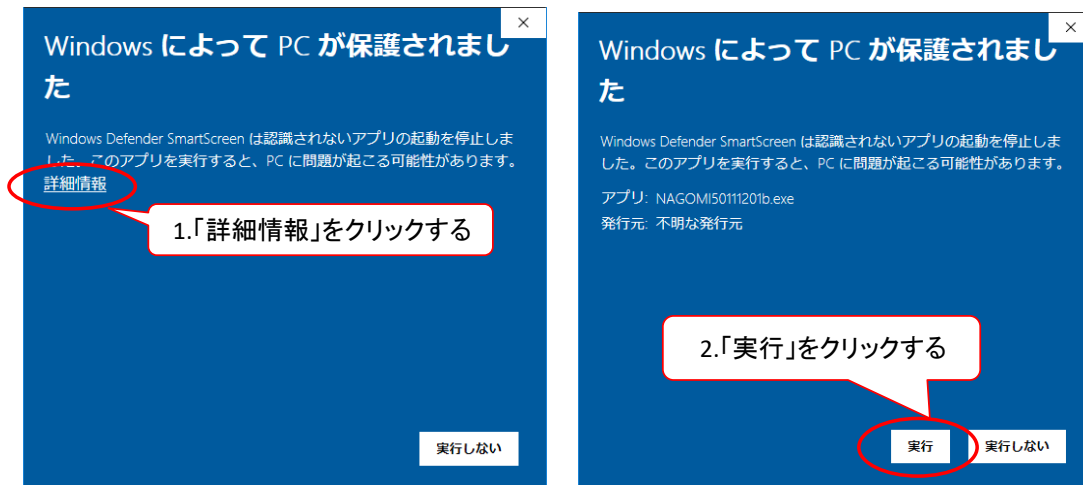 ×
Windows によって PC が保護されまし
た
Windows Defender SmartScreen は認識されないアプリの起動を停止しま
した。このアプリを実行すると、PC に問題が起こる可能性があります。
詳細情報
1.「詳細情報」をクリックする
実行しない
×
Windows によって PC が保護されまし
た
Windows Defender SmartScreen は認識されないアプリの起動を停止しま
した。このアプリを実行すると、PC に問題が起こる可能性があります。
アプリ: NAGOMI50111201b.exe
発行元: 不明な発行元
2.「実行」をクリックする
実行 実行しない